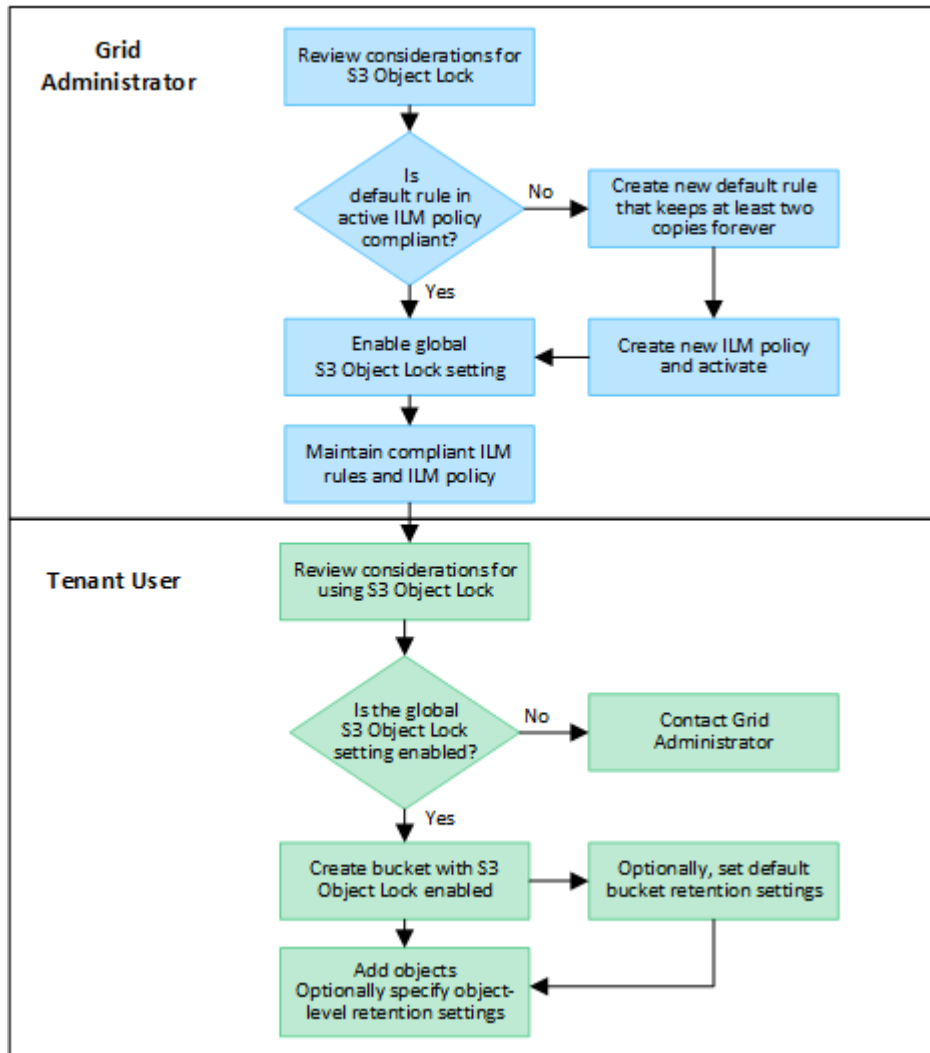 Grid
Administrator
Review considerations for
S3 Object Lock
Is
default rule in
active ILM policy
compliant?
No
Create new default rule
that keeps at least two
copies forever
Yes
Enable global
S3 Object Lock setting
Create new ILM policy
and activate
Maintain compliant ILM
rules and ILM policy
Tenant User
Review considerations for
using S3 Object Lock
Is the global
S3 Object Lock
setting enabled?
No
Contact Grid
Administrator
Yes
Create bucket with S3
Object Lock enabled
Optionally, set default
bucket retention settings
Add objects
Optionally specify object-
level retention settings